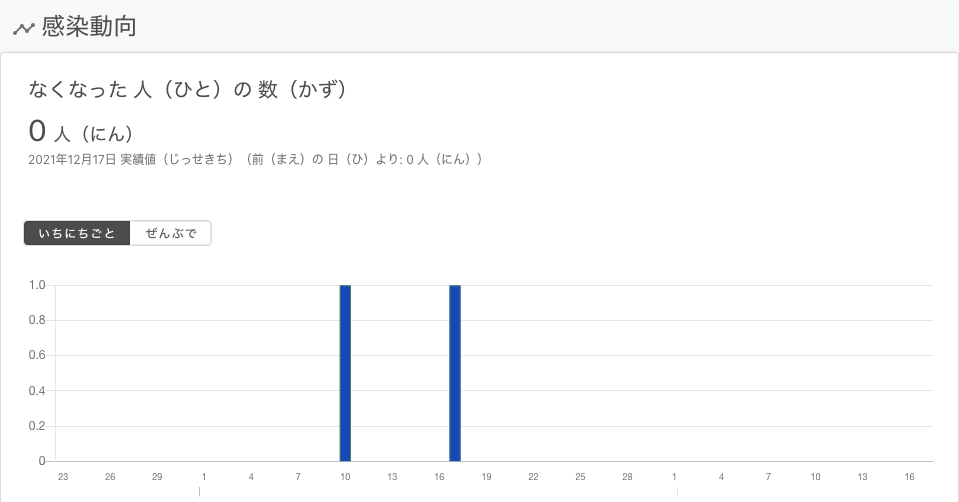 感染動向
なくなった 人（ひと）の 数（かず）
0 人（にん）
2021年12月17日 実績値（じっせきち）（前（まえ）の 日（ひ）より: 0 人（にん））
いちにちごと ぜんぶで
1.0
0.8
0.6
0.4
0.2
0
23 26 29 1 4 7 10 13 16 19 22 25 28 1 4 7 10 13 16